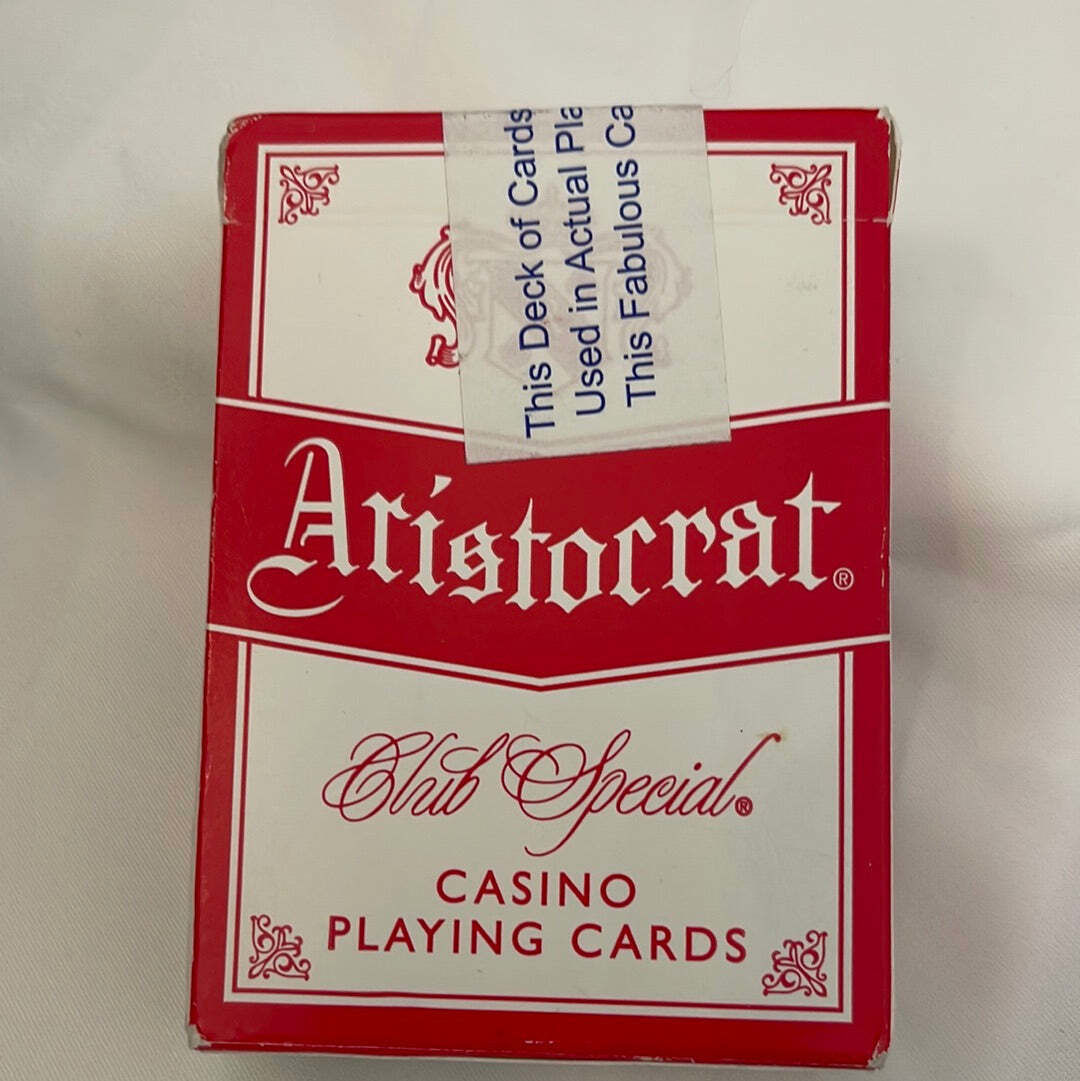 This Deck of Cards
Used in Actual Pla
This Fabulous Ca
Aristocrat®
Club Special®
CASINO
PLAYING CARDS